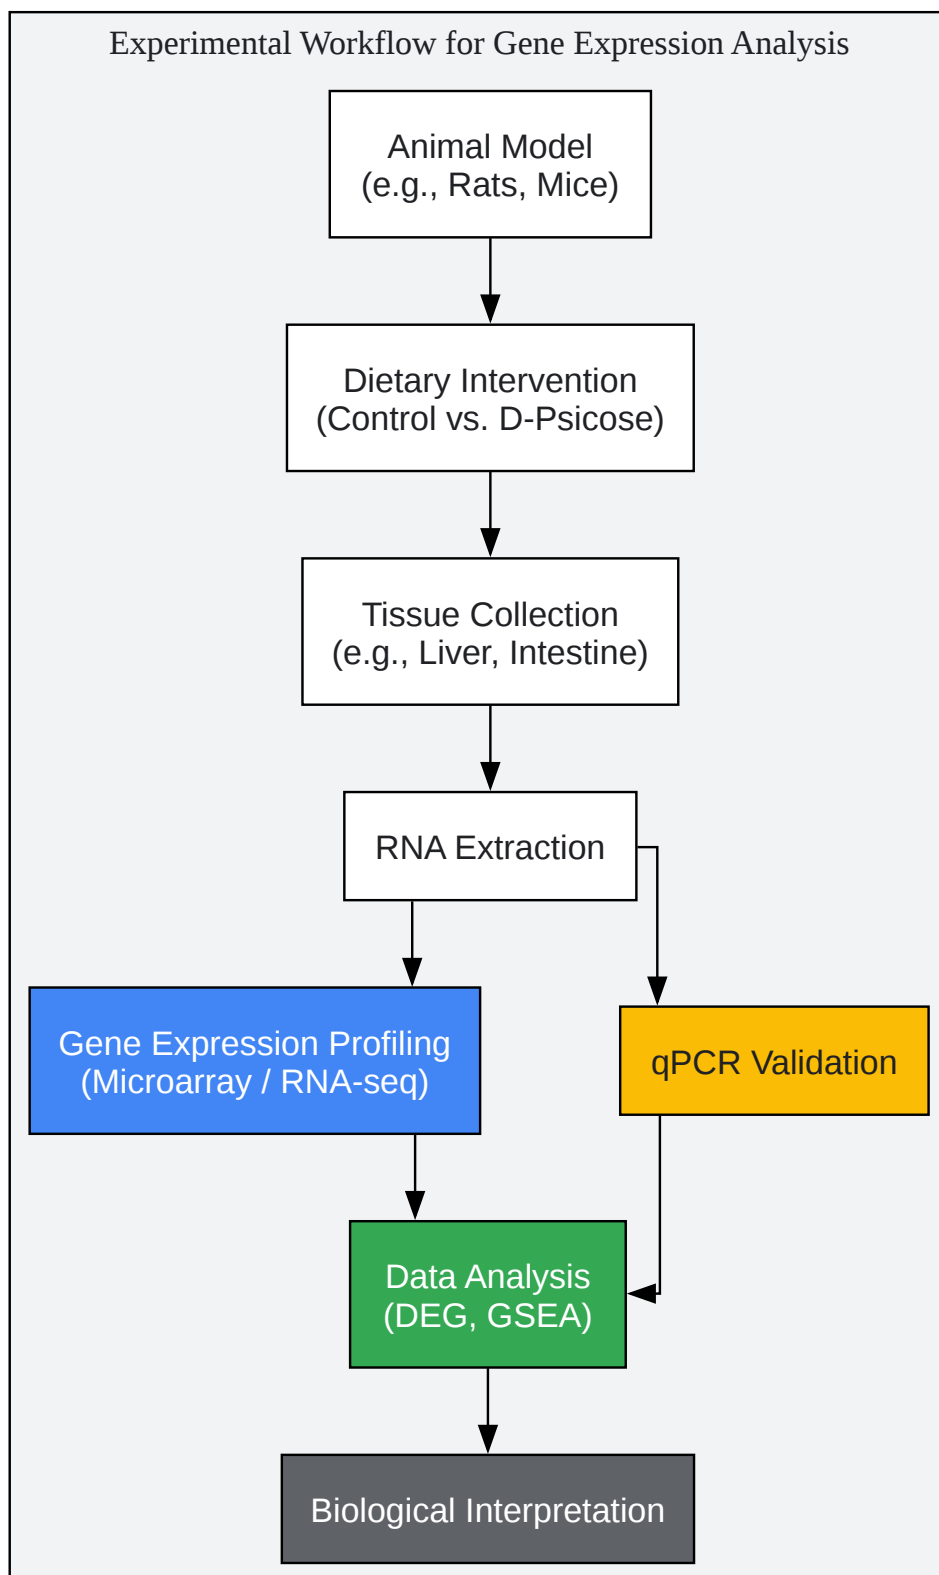 Experimental Workflow for Gene Expression Analysis
Animal Model
(e.g., Rats, Mice)
Dietary Intervention
(Control vs. D-Psicose)
Tissue Collection
(e.g., Liver, Intestine)
RNA Extraction
Gene Expression Profiling
(Microarray / RNA-seq)
qPCR Validation
Data Analysis
(DEG, GSEA)
Biological Interpretation